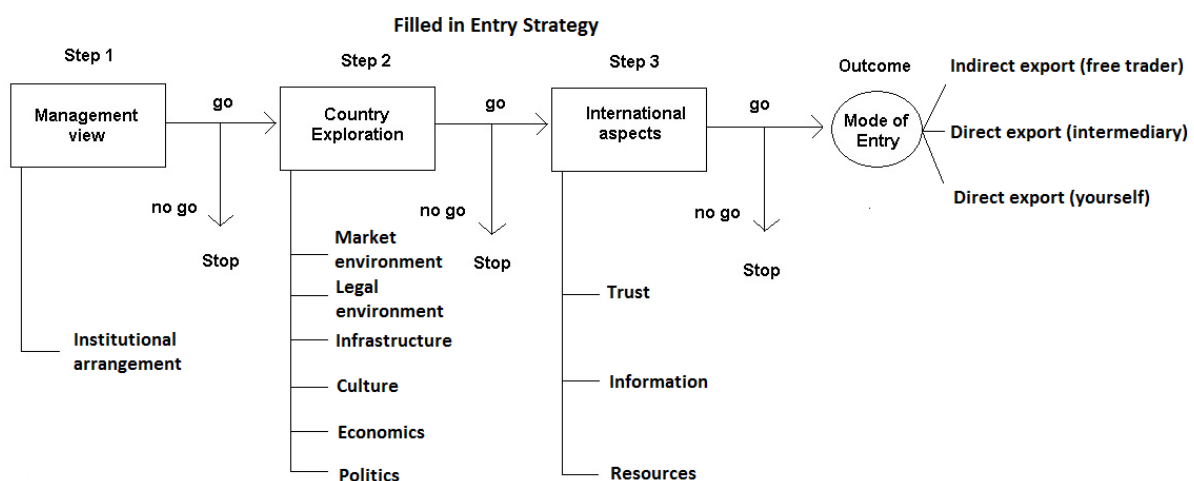 Filled in Entry Strategy
Step 1
Management
view
go
no go
Stop
Institutional
arrangement
Step 2
Country
Exploration
go
no go
Stop
Market
environment
Legal
environment
Infrastructure
Culture
Economics
Politics
Step 3
International
aspects
go
no go
Stop
Trust
Information
Resources
Outcome
Mode of
Entry
Indirect export (free trader)
Direct export (intermediary)
Direct export (yourself)